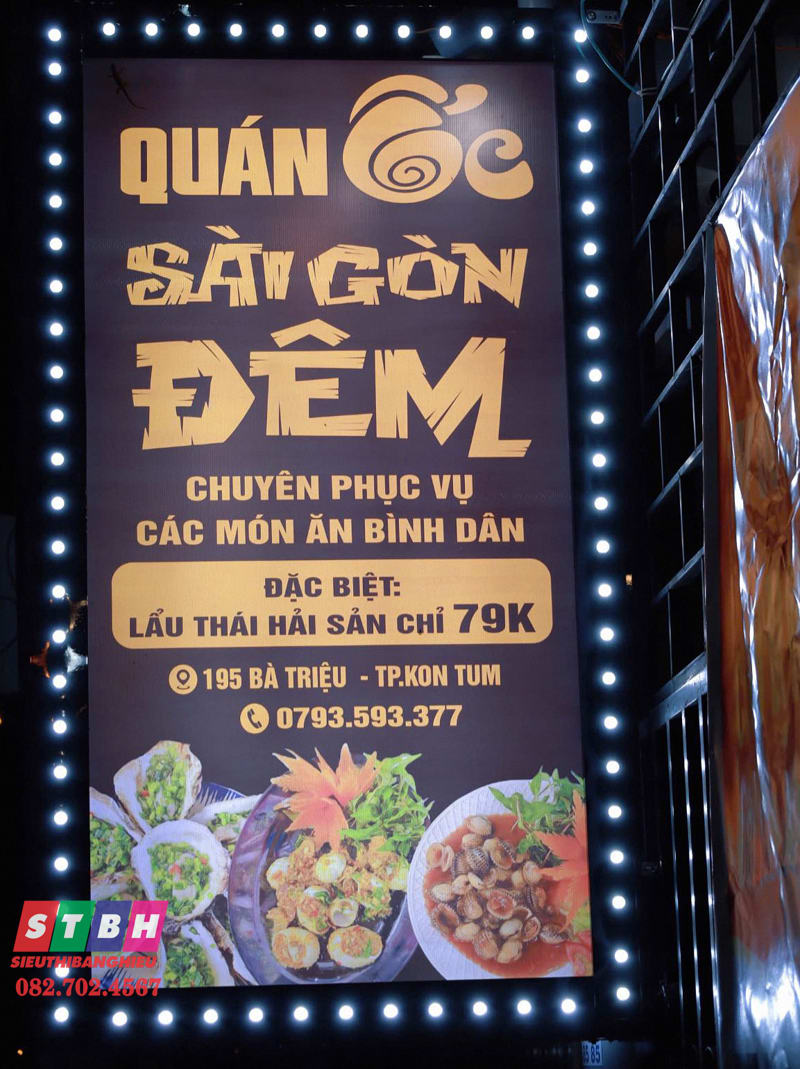 QUÁN ỐC
SÀI GÒN
ĐÊM
CHUYÊN PHỤC VỤ
CÁC MÓN ĂN BÌNH DÂN
ĐẶC BIỆT:
LẨU THÁI HẢI SẢN CHỈ 79K
195 BÀ TRIỆU - TP.KON TUM
0793.593.377
STBH
SIEUTHIBANGHIEU
082.702.4567